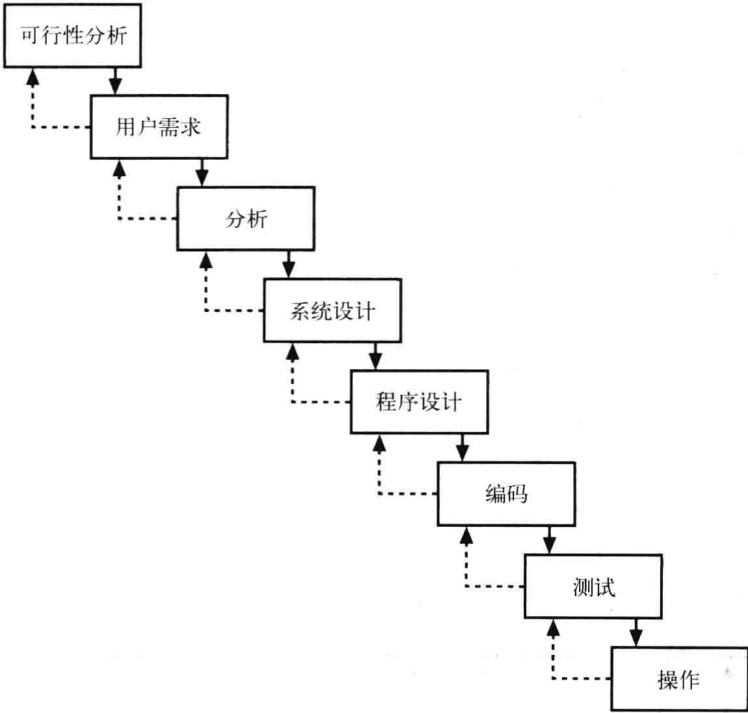 可行性分析
用户需求
分析
系统设计
程序设计
编码
测试
操作